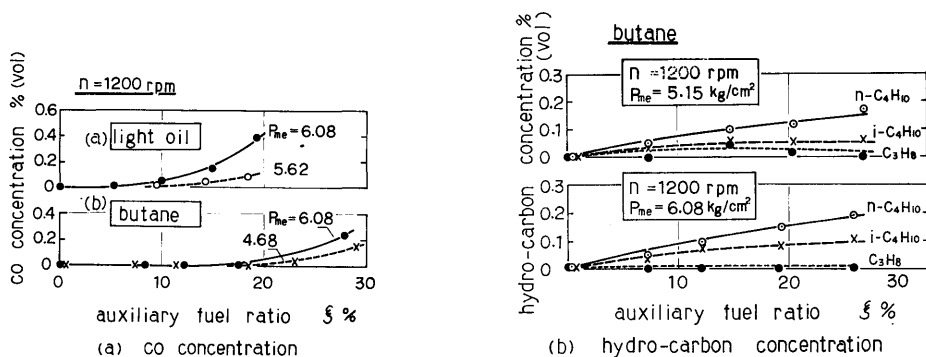 n = 1200 rpm
CO concentration % (vol)
0.6
0.4
0.2
0
(a) light oil
Pme=6.08
5.62
(b) butane
0.4
0.2
0
Pme=6.08
4.68
0 10 20 30
auxiliary fuel ratio ξ %
(a) CO concentration
butane
hydro-carbon concentration % (vol)
0.3
0.2
0.1
0
n =1200 rpm
Pme = 5.15 kg/cm²
n-C4H10
i-C4H10
C3H8
0.3
0.2
0.1
0
n =1200 rpm
Pme = 6.08 kg/cm²
n-C4H10
i-C4H10
C3H8
0 10 20 30
auxiliary fuel ratio ξ %
(b) hydro-carbon concentration